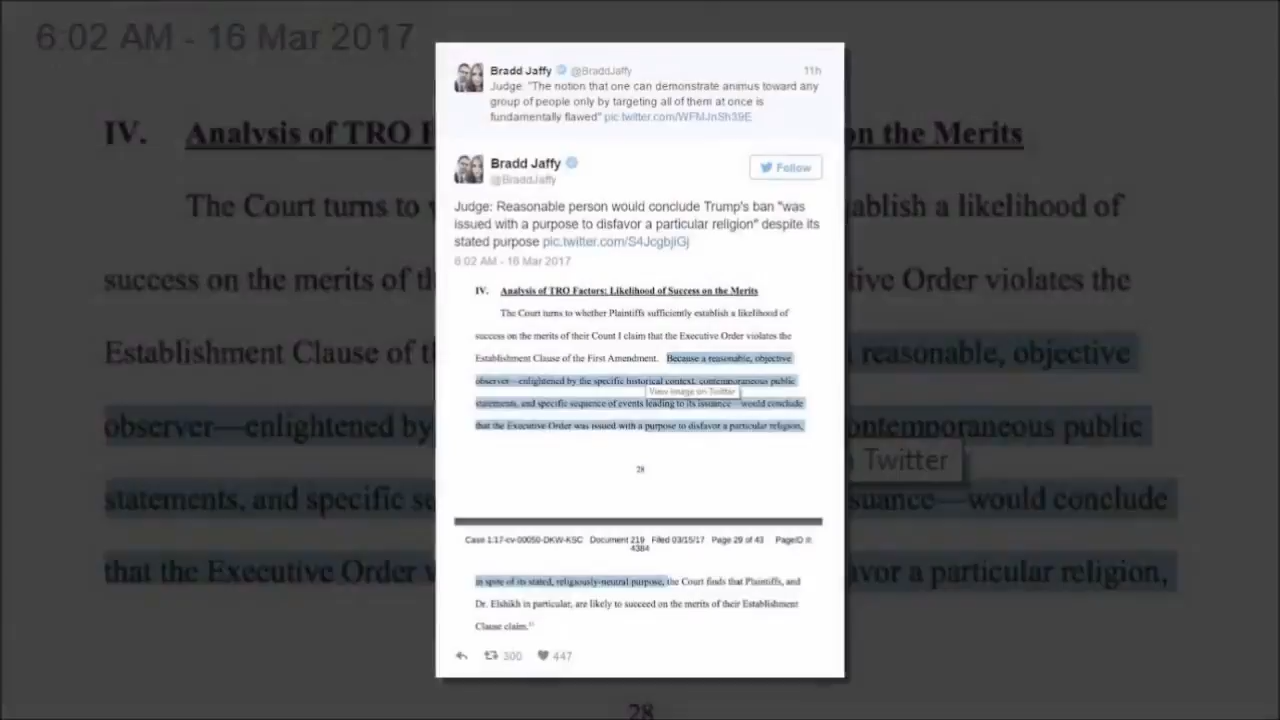 6:02 AM - 16 Mar 2017
Bradd Jaffy @BraddJaffy 11h
Judge: "The notion that one can demonstrate animus toward any
group of people only by targeting all of them at once is
fundamentally flawed" pic.twitter.com/WFMJnSh39E
Bradd Jaffy
@BraddJaffy
Follow
Judge: Reasonable person would conclude Trump's ban "was
issued with a purpose to disfavor a particular religion" despite its
stated purpose pic.twitter.com/S4JcgbjiGj
6:02 AM - 16 Mar 2017
IV. Analysis of TRO Factors: Likelihood of Success on the Merits
The Court turns to whether Plaintiffs sufficiently establish a likelihood of
success on the merits of their Count I claim that the Executive Order violates the
Establishment Clause of the First Amendment. Because a reasonable, objective
observer—enlightened by the specific historical context, contemporaneous public
View image on Twitter
statements, and specific sequence of events leading to its issuance—would conclude
that the Executive Order was issued with a purpose to disfavor a particular religion,
28
Case 1:17-cv-00050-DKW-KSC Document 219 Filed 03/15/17 Page 29 of 43 PageID #:
4384
in spite of its stated, religiously-neutral purpose, the Court finds that Plaintiffs, and
Dr. Elshikh in particular, are likely to succeed on the merits of their Establishment
Clause claim.
300 447
IV. Analysis of TRO on the Merits
The Court turns to ablish a likelihood of
success on the merits of th tive Order violates the
Establishment Clause of t reasonable, objective
observer—enlightened by ontemporaneous public
Twitter
statements, and specific se suance—would conclude
that the Executive Order vor a particular religion,
28